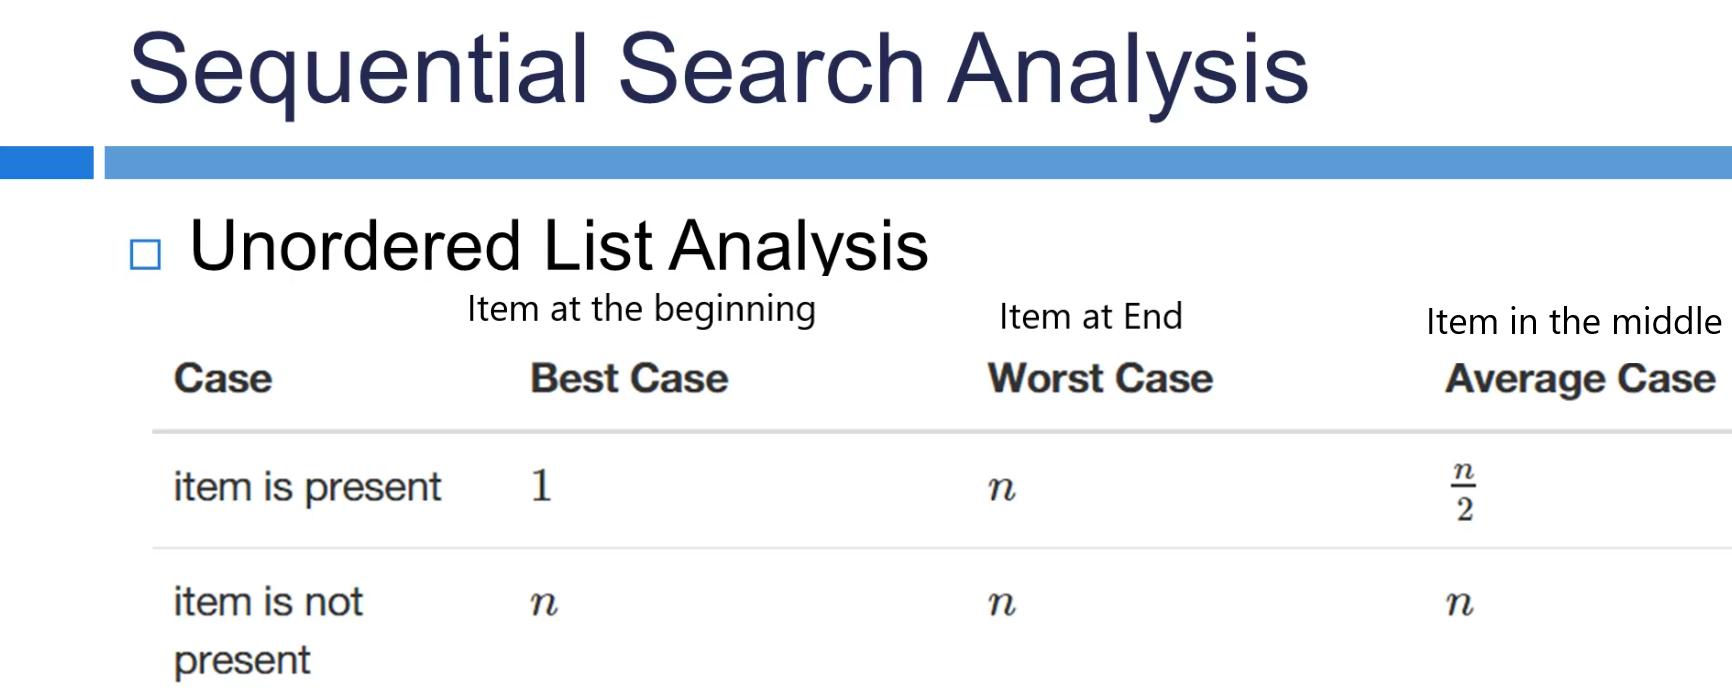 Sequential Search Analysis
Unordered List Analysis
Item at the beginning Item at End Item in the middle
Case Best Case Worst Case Average Case
item is present 1 n n/2
item is not present n n n